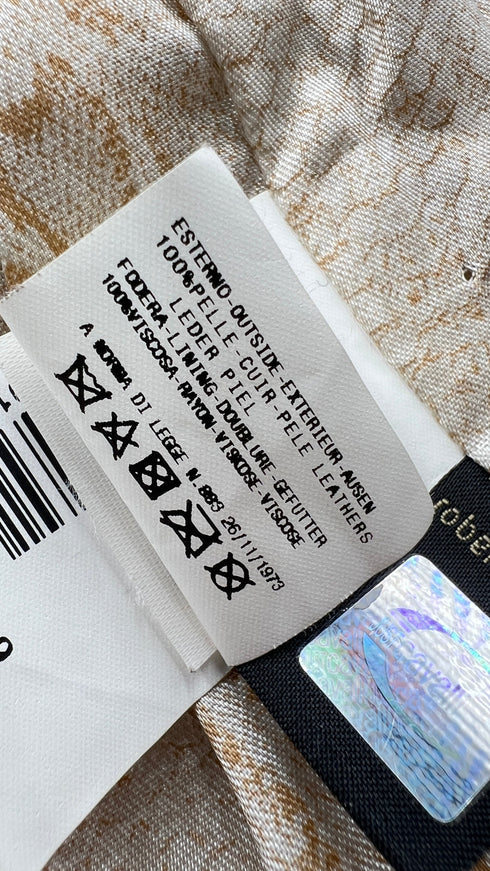 ESTERNO-OUTSIDE-EXTERIEUR-AUSEN
100%PELLE-CUIR-PELE LEATHERS
LEDER PIEL
FODERA-LINING-DOUBLURE-GEFUTTER
100%VISCOSA-RAYON-VISKOSE-VISCOSE
A NORMA DI LEGGE N.883 26/11/1973
rober